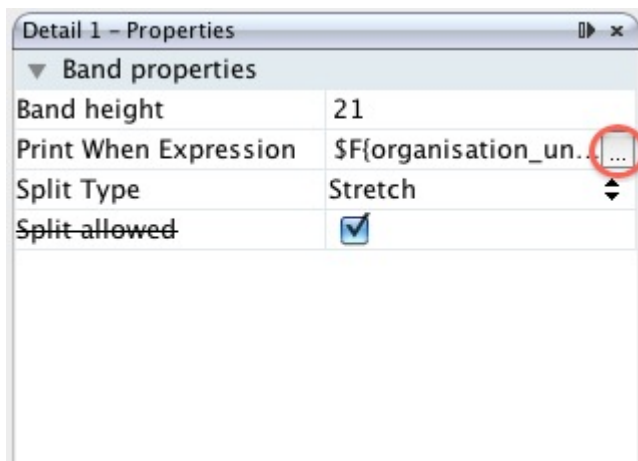 Detail 1 – Properties
Band properties
Band height 21
Print When Expression $F{organisation_un... ...
Split Type Stretch
Split allowed